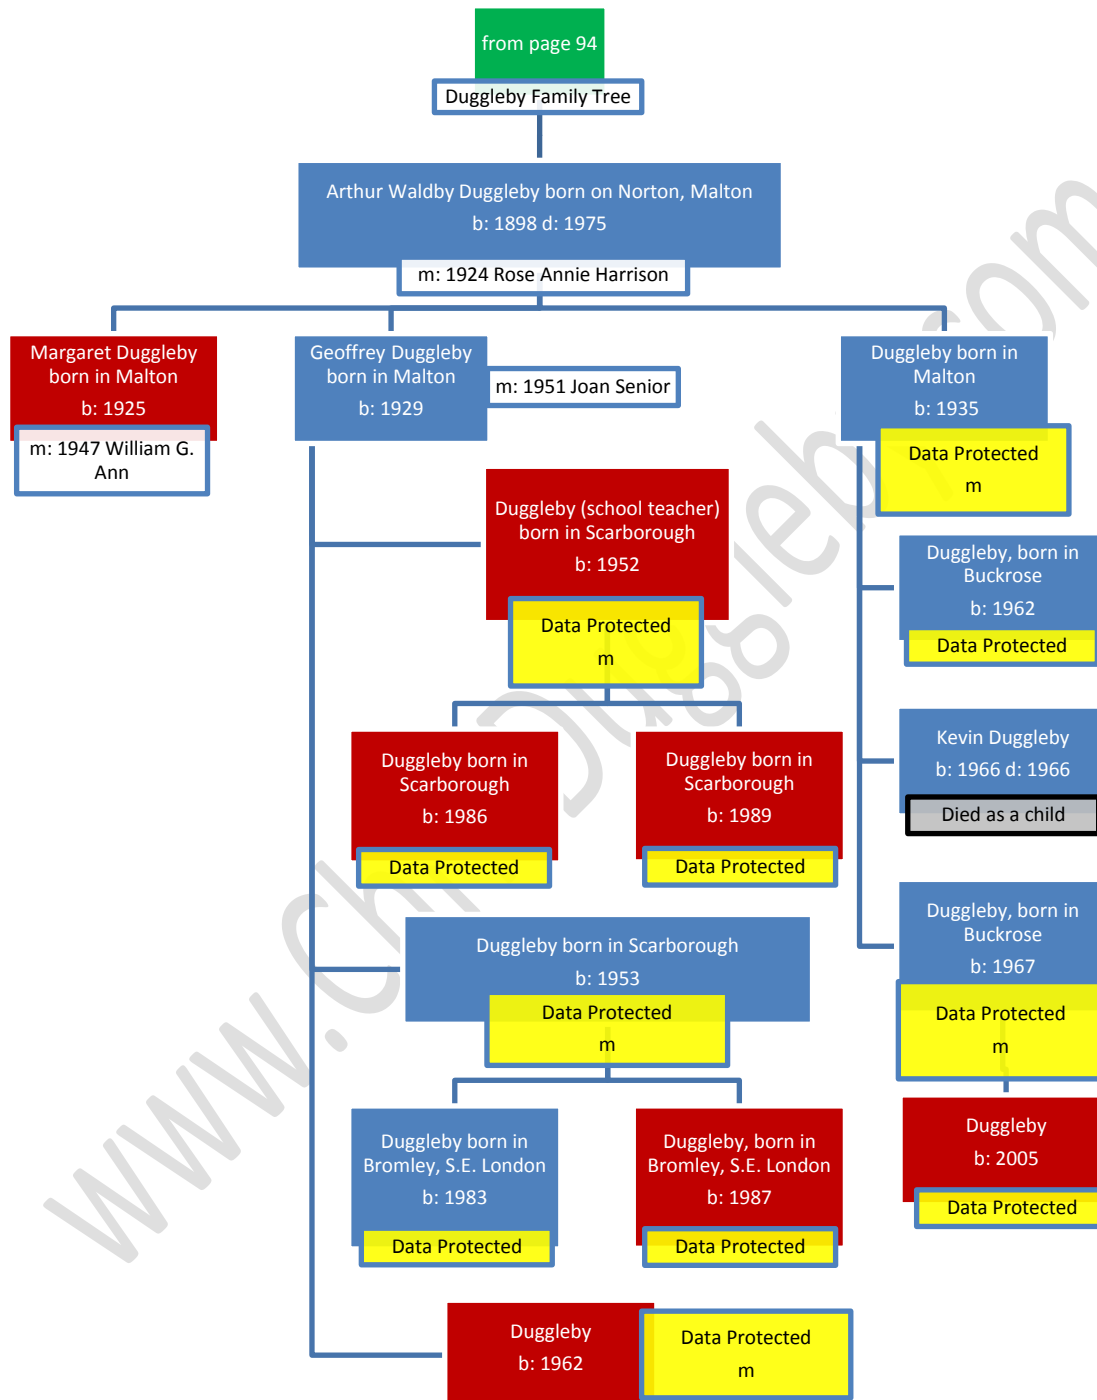 from page 94
Duggleby Family Tree
Arthur Waldby Duggleby born on Norton, Malton
b: 1898 d: 1975
m: 1924 Rose Annie Harrison
Margaret Duggleby
born in Malton
b: 1925
m: 1947 William G.
Ann
Geoffrey Duggleby
born in Malton
b: 1929
m: 1951 Joan Senior
Duggleby born in
Malton
b: 1935
Data Protected
m
Duggleby (school teacher)
born in Scarborough
b: 1952
Data Protected
m
Duggleby, born in
Buckrose
b: 1962
Data Protected
Duggleby born in
Scarborough
b: 1986
Data Protected
Duggleby born in
Scarborough
b: 1989
Data Protected
Kevin Duggleby
b: 1966 d: 1966
Died as a child
Duggleby born in Scarborough
b: 1953
Data Protected
m
Duggleby, born in
Buckrose
b: 1967
Data Protected
m
Duggleby born in
Bromley, S.E. London
b: 1983
Data Protected
Duggleby, born in
Bromley, S.E. London
b: 1987
Data Protected
Duggleby
b: 2005
Data Protected
Duggleby
b: 1962
Data Protected
m